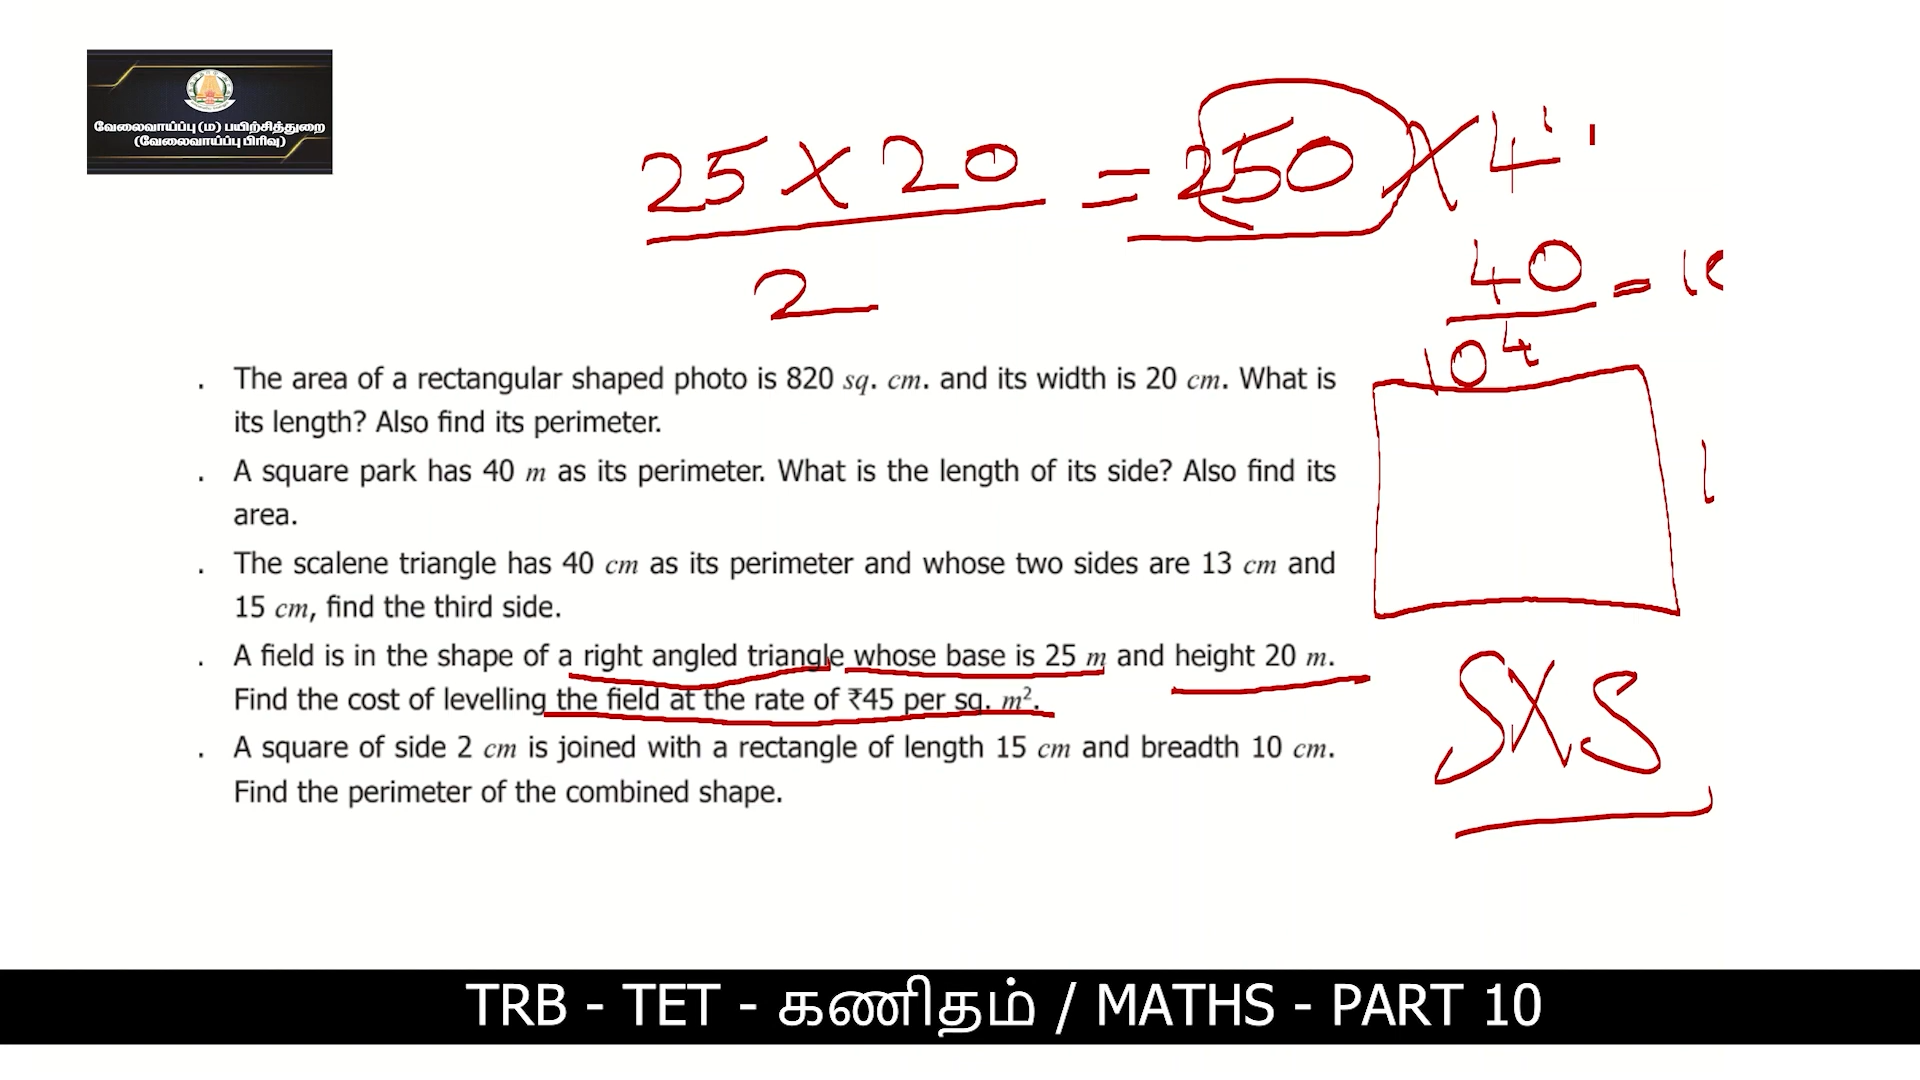 வேலைவாய்ப்பு (ம) பயிற்சித்துறை
(வேலைவாய்ப்பு பிரிவு)
25 × 20 = 250 × 4
2
40 =
10 4
. The area of a rectangular shaped photo is 820 sq. cm. and its width is 20 cm. What is
its length? Also find its perimeter.
. A square park has 40 m as its perimeter. What is the length of its side? Also find its
area.
. The scalene triangle has 40 cm as its perimeter and whose two sides are 13 cm and
15 cm, find the third side.
. A field is in the shape of a right angled triangle whose base is 25 m and height 20 m.
Find the cost of levelling the field at the rate of ₹45 per sq. m².
. A square of side 2 cm is joined with a rectangle of length 15 cm and breadth 10 cm.
Find the perimeter of the combined shape.
S×S
TRB - TET - கணிதம் / MATHS - PART 10